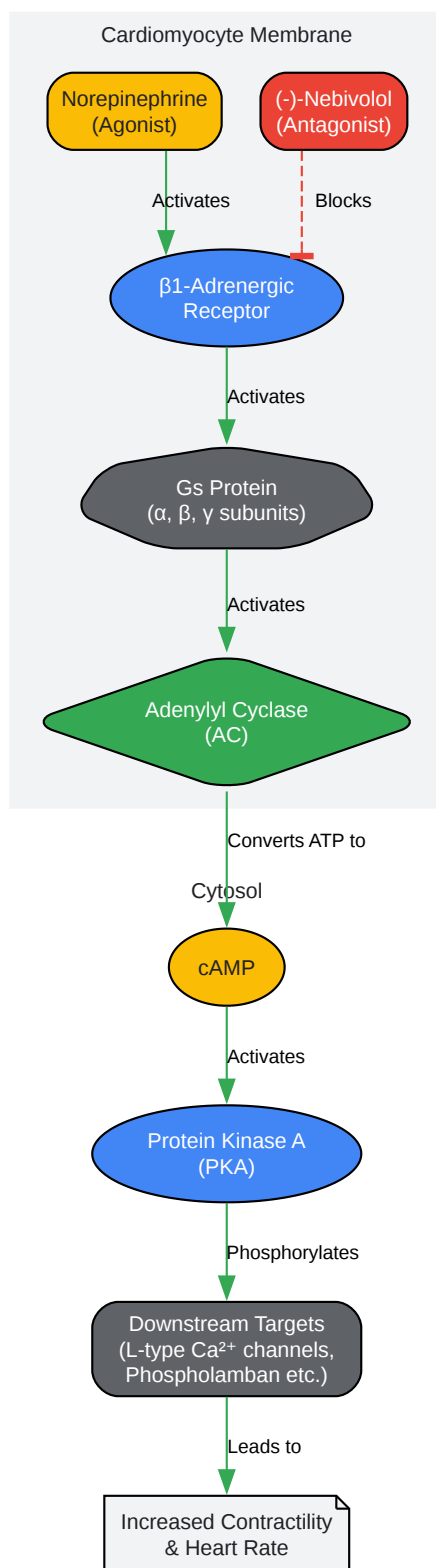 Cardiomyocyte Membrane
Norepinephrine
(Agonist)
(-)-Nebivolol
(Antagonist)
Activates
Blocks
β1-Adrenergic
Receptor
Activates
Gs Protein
(α, β, γ subunits)
Activates
Adenylyl Cyclase
(AC)
Converts ATP to
Cytosol
cAMP
Activates
Protein Kinase A
(PKA)
Phosphorylates
Downstream Targets
(L-type Ca²⁺ channels,
Phospholamban etc.)
Leads to
Increased Contractility
& Heart Rate